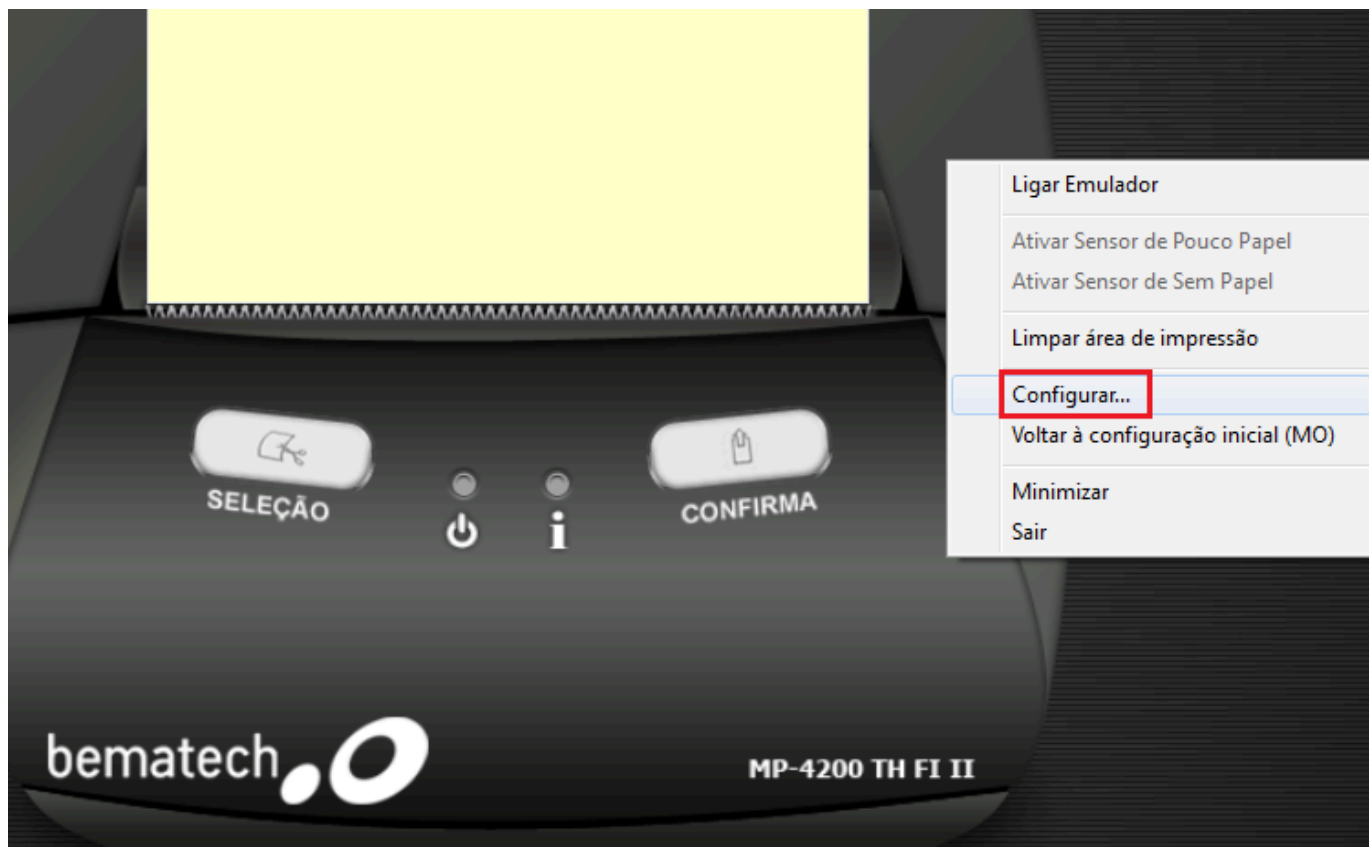 Ligar Emulador
Ativar Sensor de Pouco Papel
Ativar Sensor de Sem Papel
Limpar área de impressão
Configurar...
Voltar à configuração inicial (MO)
Minimizar
Sair
SELEÇÃO
CONFIRMA
bematech
MP-4200 TH FI II